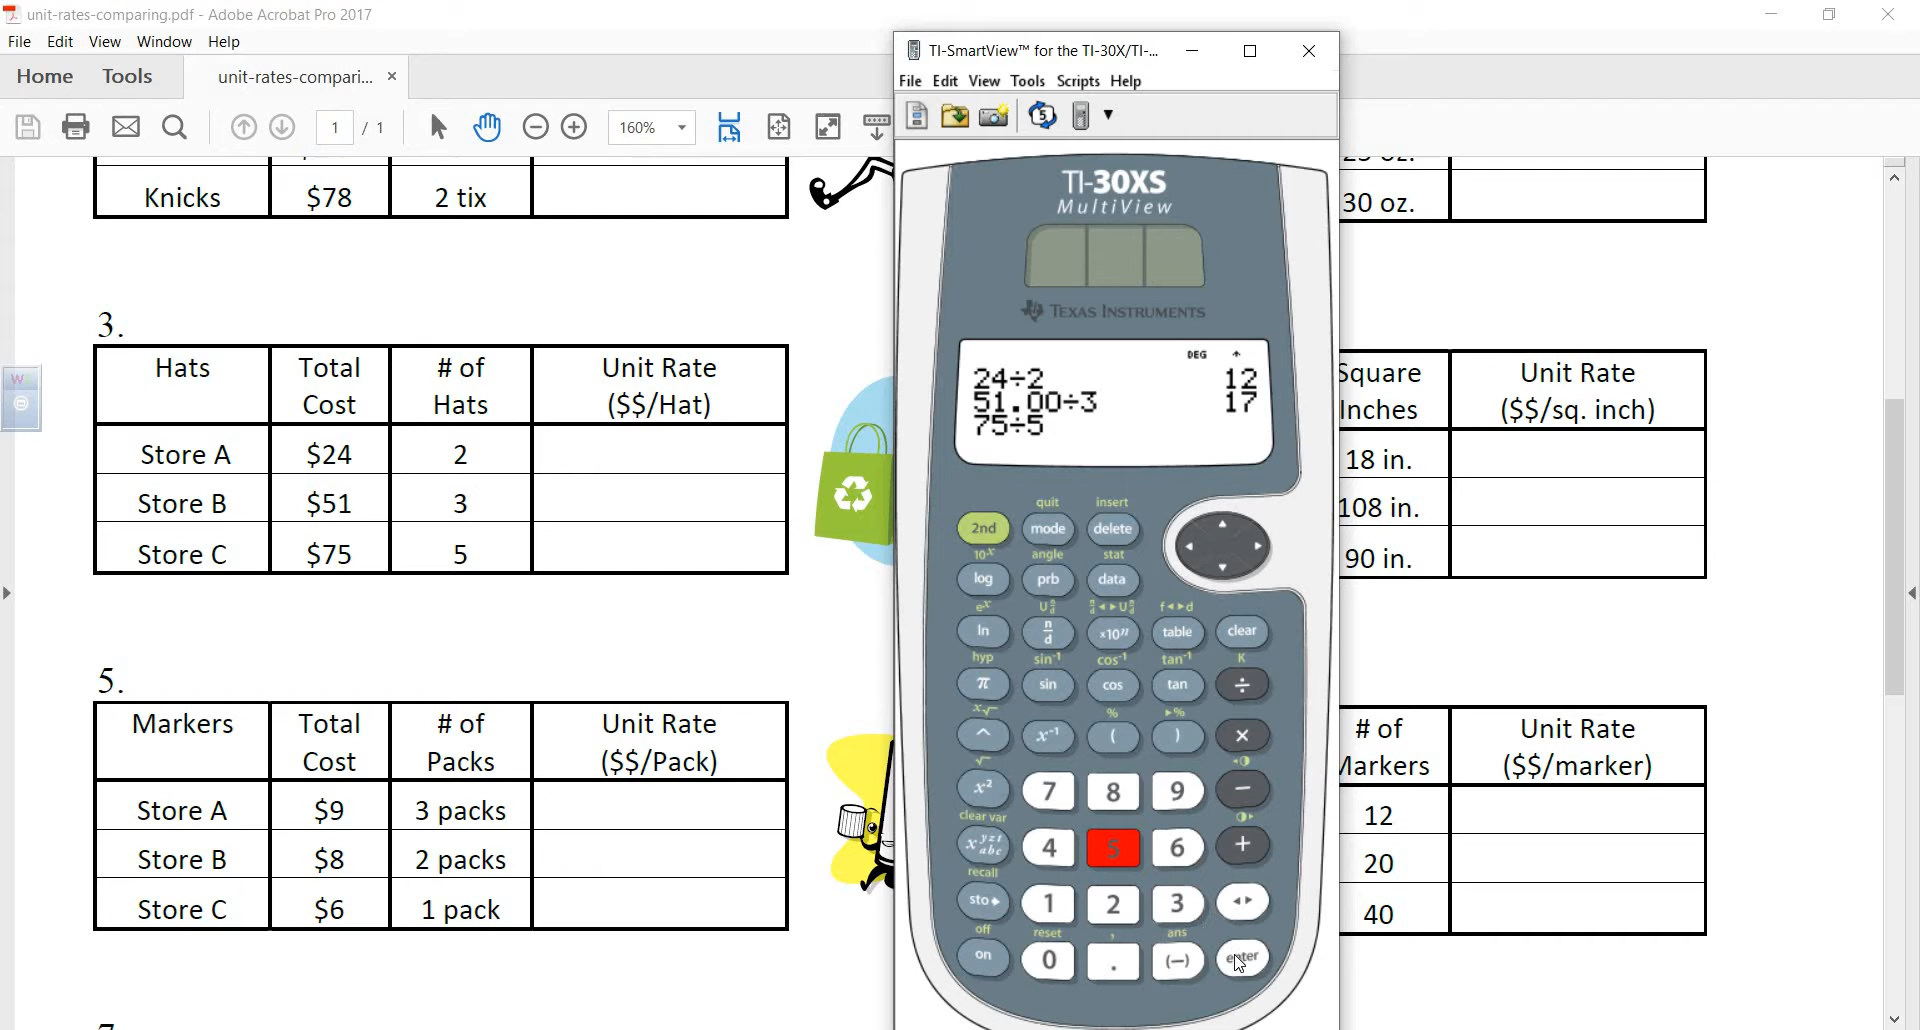 unit-rates-comparing.pdf - Adobe Acrobat Pro 2017
File Edit View Window Help
Home Tools unit-rates-compari... ×
1 / 1 160%
Knicks $78 2 tix
30 oz.
3.
Hats Total Cost # of Hats Unit Rate ($$/Hat)
Store A $24 2
Store B $51 3
Store C $75 5
5.
Markers Total Cost # of Packs Unit Rate ($$/Pack)
Store A $9 3 packs
Store B $8 2 packs
Store C $6 1 pack
TI-SmartView™ for the TI-30X/TI-...
File Edit View Tools Scripts Help
5
TI-30XS
MultiView
TEXAS INSTRUMENTS
DEG
24÷2 12
51.00÷3 17
75÷5
quit insert
2nd mode delete
10ˣ angle stat
log prb data
eˣ U n/d n/d ◄► U n/d f◄►d
ln n/d ×10ⁿ table clear
hyp sin⁻¹ cos⁻¹ tan⁻¹ K
π sin cos tan ÷
ˣ√ % ►%
^ x⁻¹ ( ) ×
√
x² 7 8 9 −
clear var
x yzt abc 4 5 6 +
recall
sto► 1 2 3 ◄►
off reset , ans
on 0 . (−) enter
Square Inches Unit Rate ($$/sq. inch)
18 in.
108 in.
90 in.
# of Markers Unit Rate ($$/marker)
12
20
40